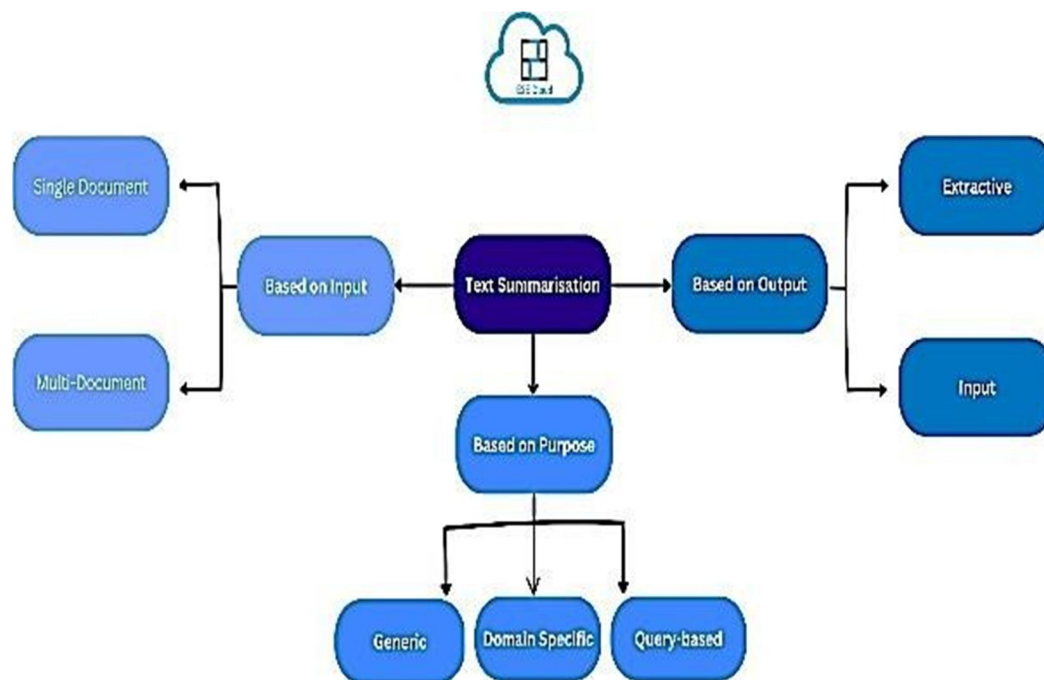 Single Document
Extractive
Based on Input
Text Summarisation
Based on Output
Multi-Document
Input
Based on Purpose
Generic
Domain Specific
Query-based